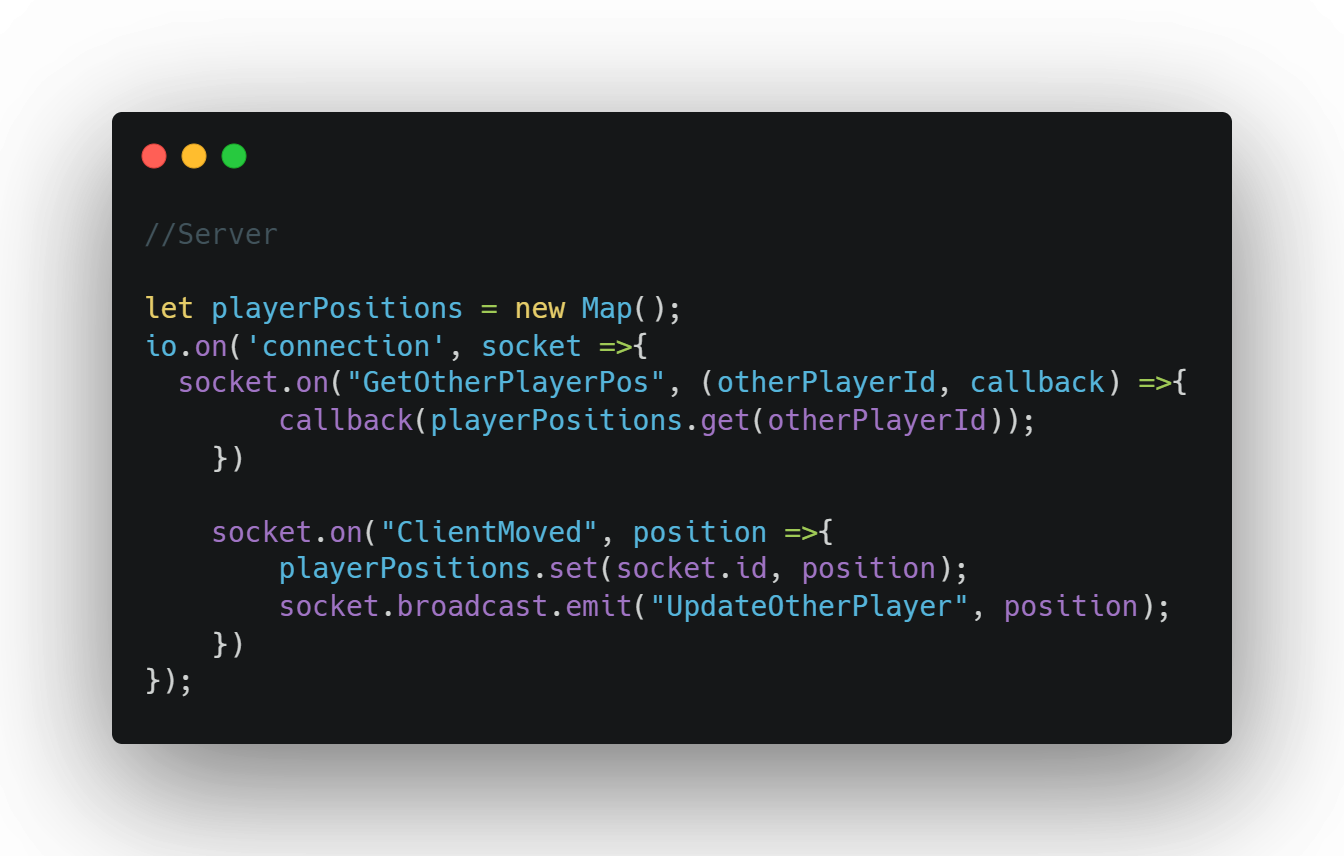 //Server

let playerPositions = new Map();
io.on('connection', socket =>{
  socket.on("GetOtherPlayerPos", (otherPlayerId, callback) =>{
        callback(playerPositions.get(otherPlayerId));
    })

    socket.on("ClientMoved", position =>{
        playerPositions.set(socket.id, position);
        socket.broadcast.emit("UpdateOtherPlayer", position);
    })
});